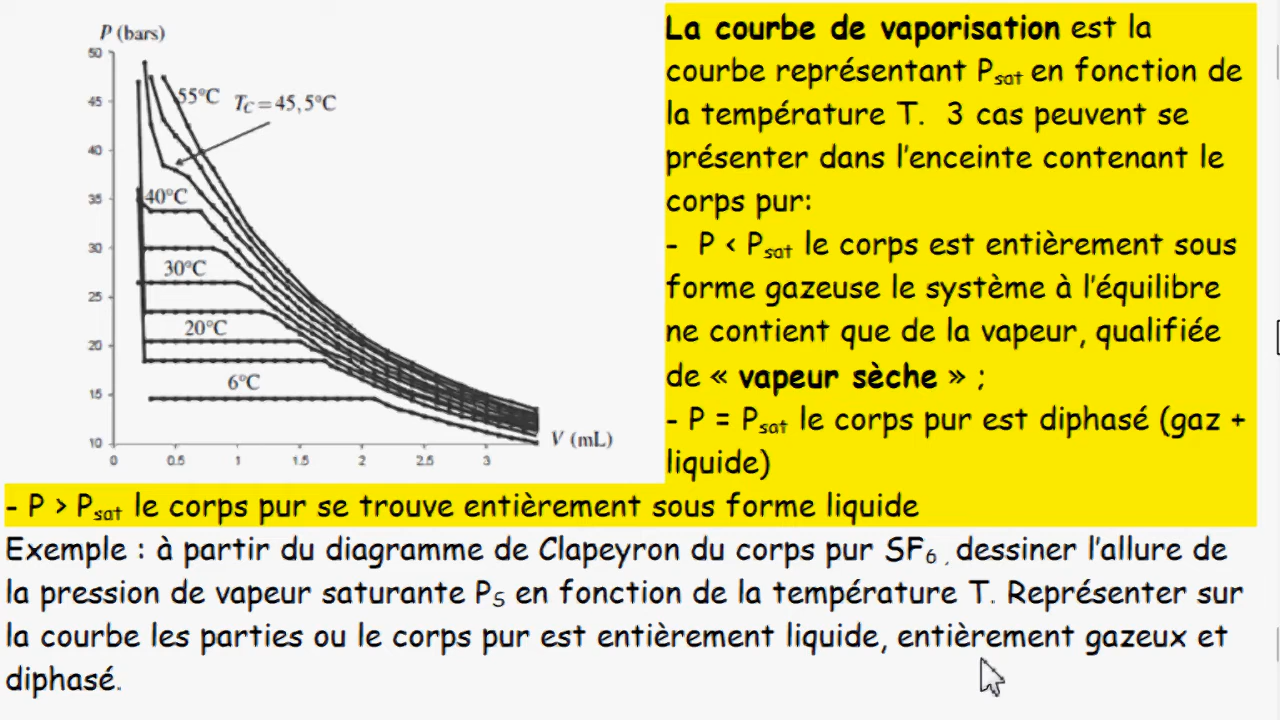 P (bars)
50
45
40
35
30
25
20
15
10
0
0.5
1
1.5
2
2.5
3
V (mL)
55°C
T_C = 45,5°C
40°C
30°C
20°C
6°C
La courbe de vaporisation est la
courbe représentant Psat en fonction de
la température T. 3 cas peuvent se
présenter dans l'enceinte contenant le
corps pur:
- P < Psat le corps est entièrement sous
forme gazeuse le système à l'équilibre
ne contient que de la vapeur, qualifiée
de « vapeur sèche » ;
- P = Psat le corps pur est diphasé (gaz +
liquide)
- P > Psat le corps pur se trouve entièrement sous forme liquide
Exemple : à partir du diagramme de Clapeyron du corps pur SF6 , dessiner l'allure de
la pression de vapeur saturante PS en fonction de la température T. Représenter sur
la courbe les parties ou le corps pur est entièrement liquide, entièrement gazeux et
diphasé.